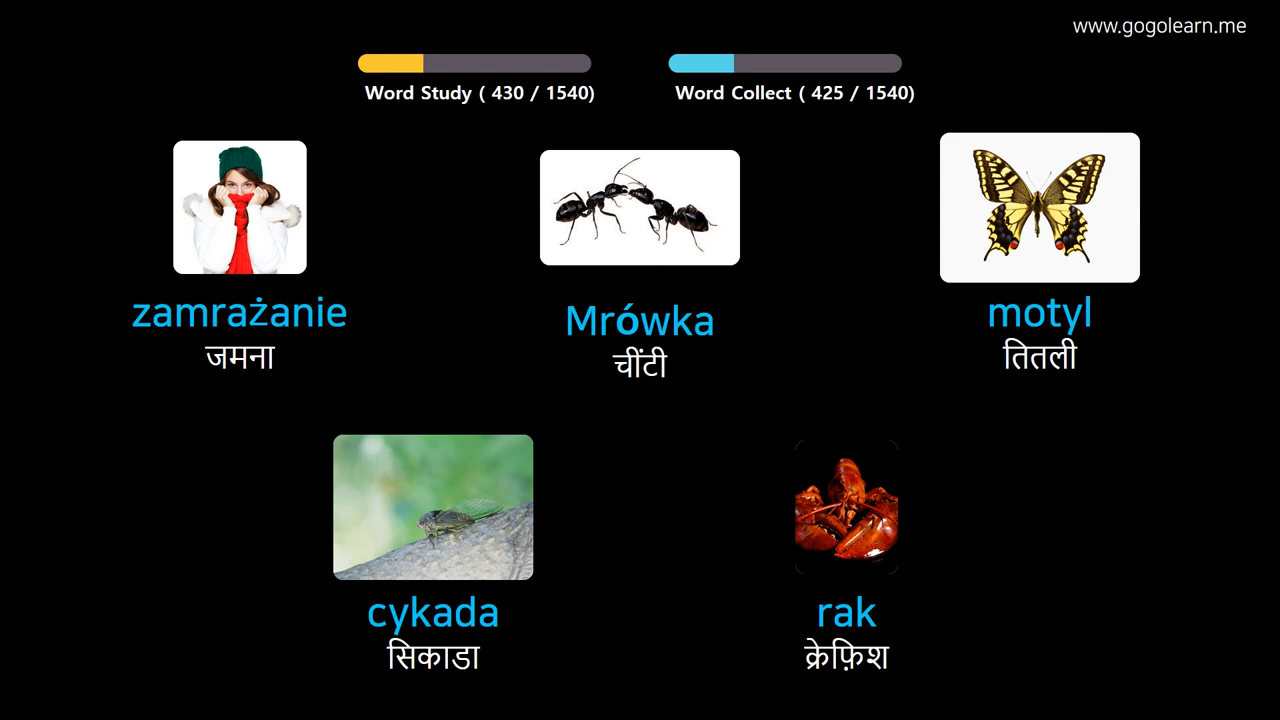 www.gogolearn.me
Word Study ( 430 / 1540)
Word Collect ( 425 / 1540)
zamrażanie
जमना
Mrówka
चींटी
motyl
तितली
cykada
सिकाडा
rak
क्रेफ़िश